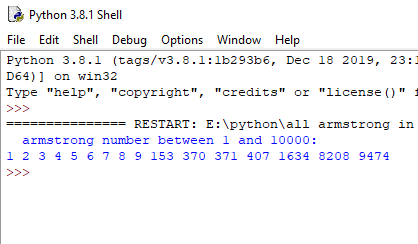 Python 3.8.1 Shell
File Edit Shell Debug Options Window Help
Python 3.8.1 (tags/v3.8.1:1b293b6, Dec 18 2019, 23:1
D64)] on win32
Type "help", "copyright", "credits" or "license()" f
>>>
=============== RESTART: E:\python\all armstrong in
armstrong number between 1 and 10000:
1 2 3 4 5 6 7 8 9 153 370 371 407 1634 8208 9474
>>>